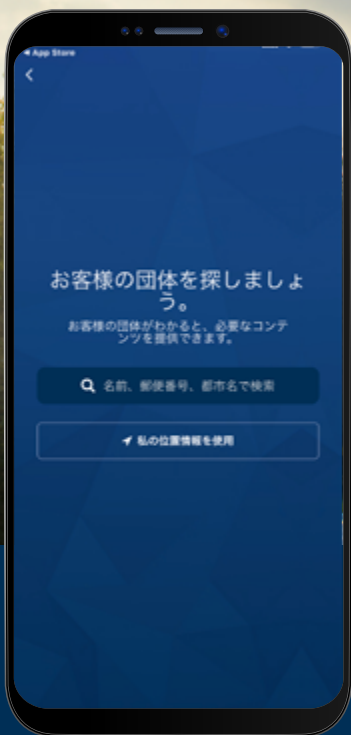 ◀ App Store
お客様の団体を探しましょ
う。
お客様の団体がわかると、必要なコンテ
ンツを提供できます。
名前、郵便番号、都市名で検索
私の位置情報を使用